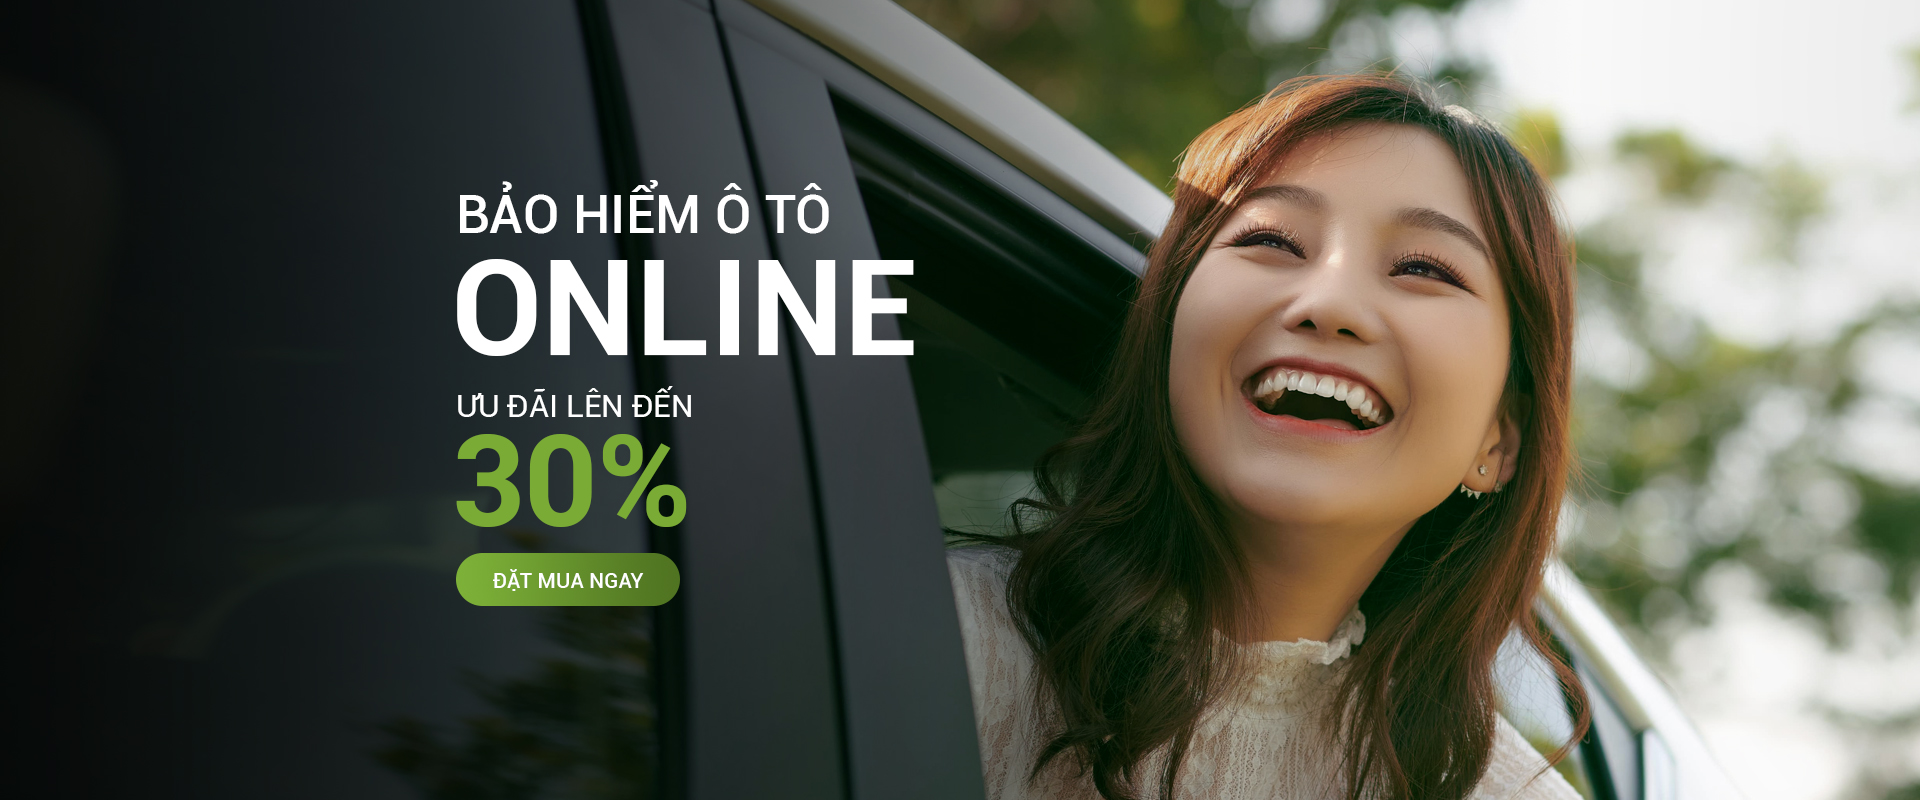 BẢO HIỂM Ô TÔ
ONLINE
ƯU ĐÃI LÊN ĐẾN
30%
ĐẶT MUA NGAY